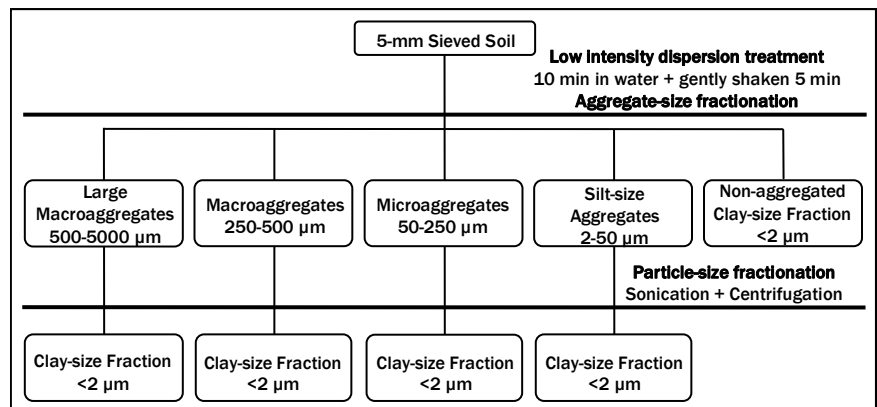 5-mm Sieved Soil
Low intensity dispersion treatment
10 min in water + gently shaken 5 min
Aggregate-size fractionation
Large
Macroaggregates
500-5000 µm
Macroaggregates
250-500 µm
Microaggregates
50-250 µm
Silt-size
Aggregates
2-50 µm
Non-aggregated
Clay-size Fraction
<2 µm
Particle-size fractionation
Sonication + Centrifugation
Clay-size Fraction
<2 µm
Clay-size Fraction
<2 µm
Clay-size Fraction
<2 µm
Clay-size Fraction
<2 µm